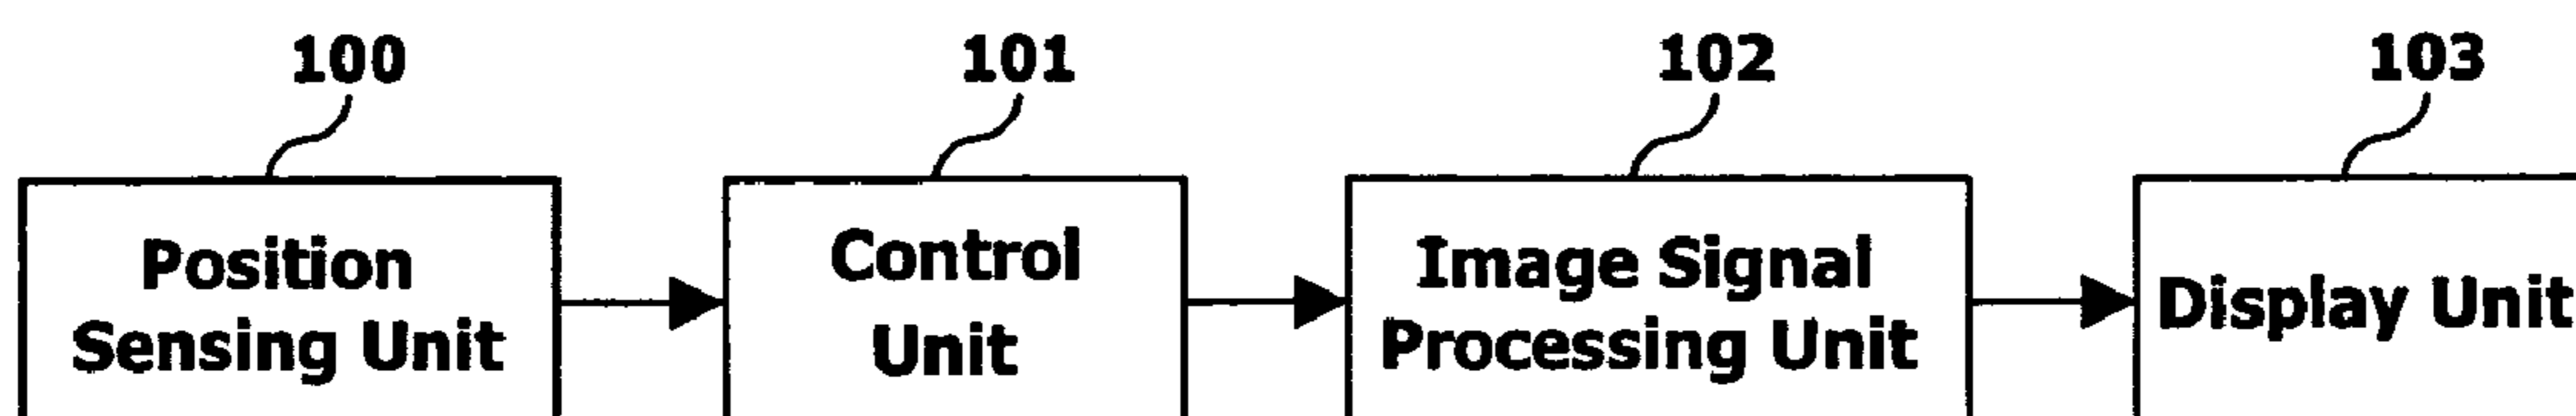 100
101
102
103
Position
Sensing Unit
Control
Unit
Image Signal
Processing Unit
Display Unit